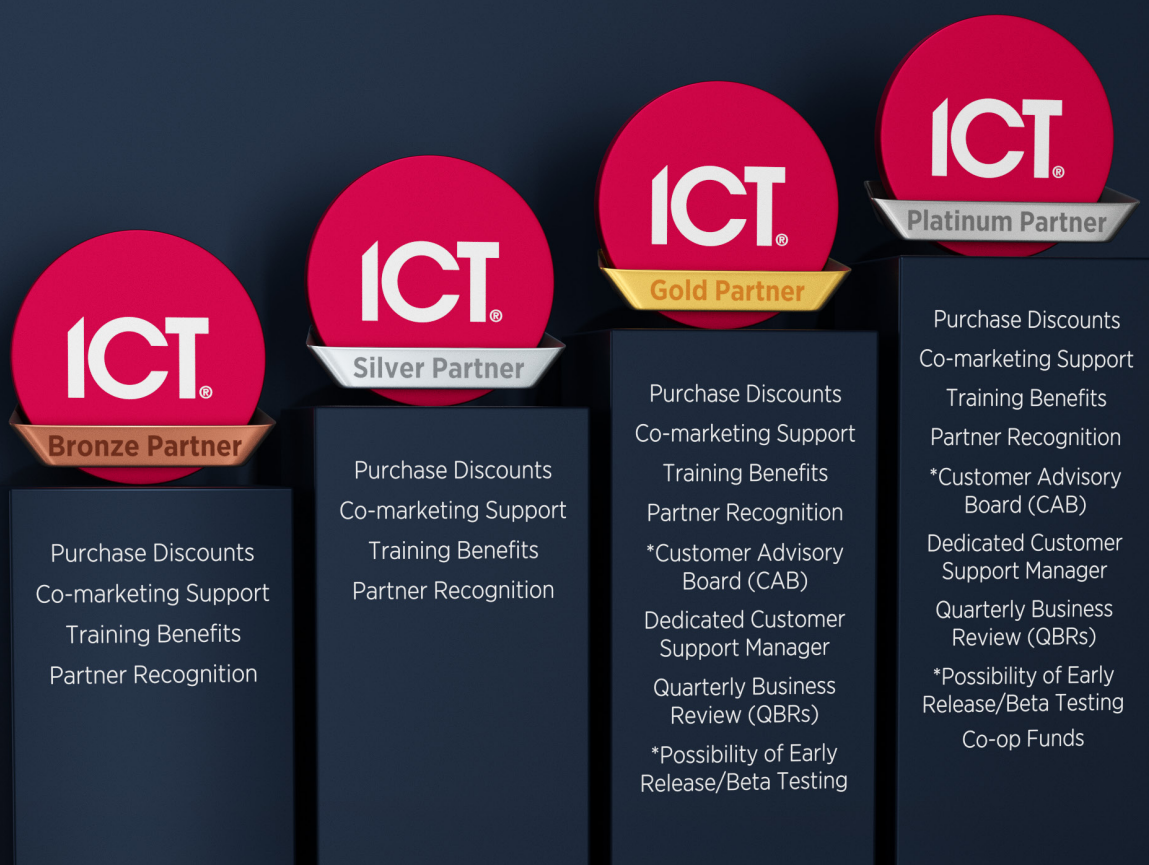 ICT®
Bronze Partner
Purchase Discounts
Co-marketing Support
Training Benefits
Partner Recognition
ICT®
Silver Partner
Purchase Discounts
Co-marketing Support
Training Benefits
Partner Recognition
ICT®
Gold Partner
Purchase Discounts
Co-marketing Support
Training Benefits
Partner Recognition
*Customer Advisory
Board (CAB)
Dedicated Customer
Support Manager
Quarterly Business
Review (QBRs)
*Possibility of Early
Release/Beta Testing
ICT®
Platinum Partner
Purchase Discounts
Co-marketing Support
Training Benefits
Partner Recognition
*Customer Advisory
Board (CAB)
Dedicated Customer
Support Manager
Quarterly Business
Review (QBRs)
*Possibility of Early
Release/Beta Testing
Co-op Funds